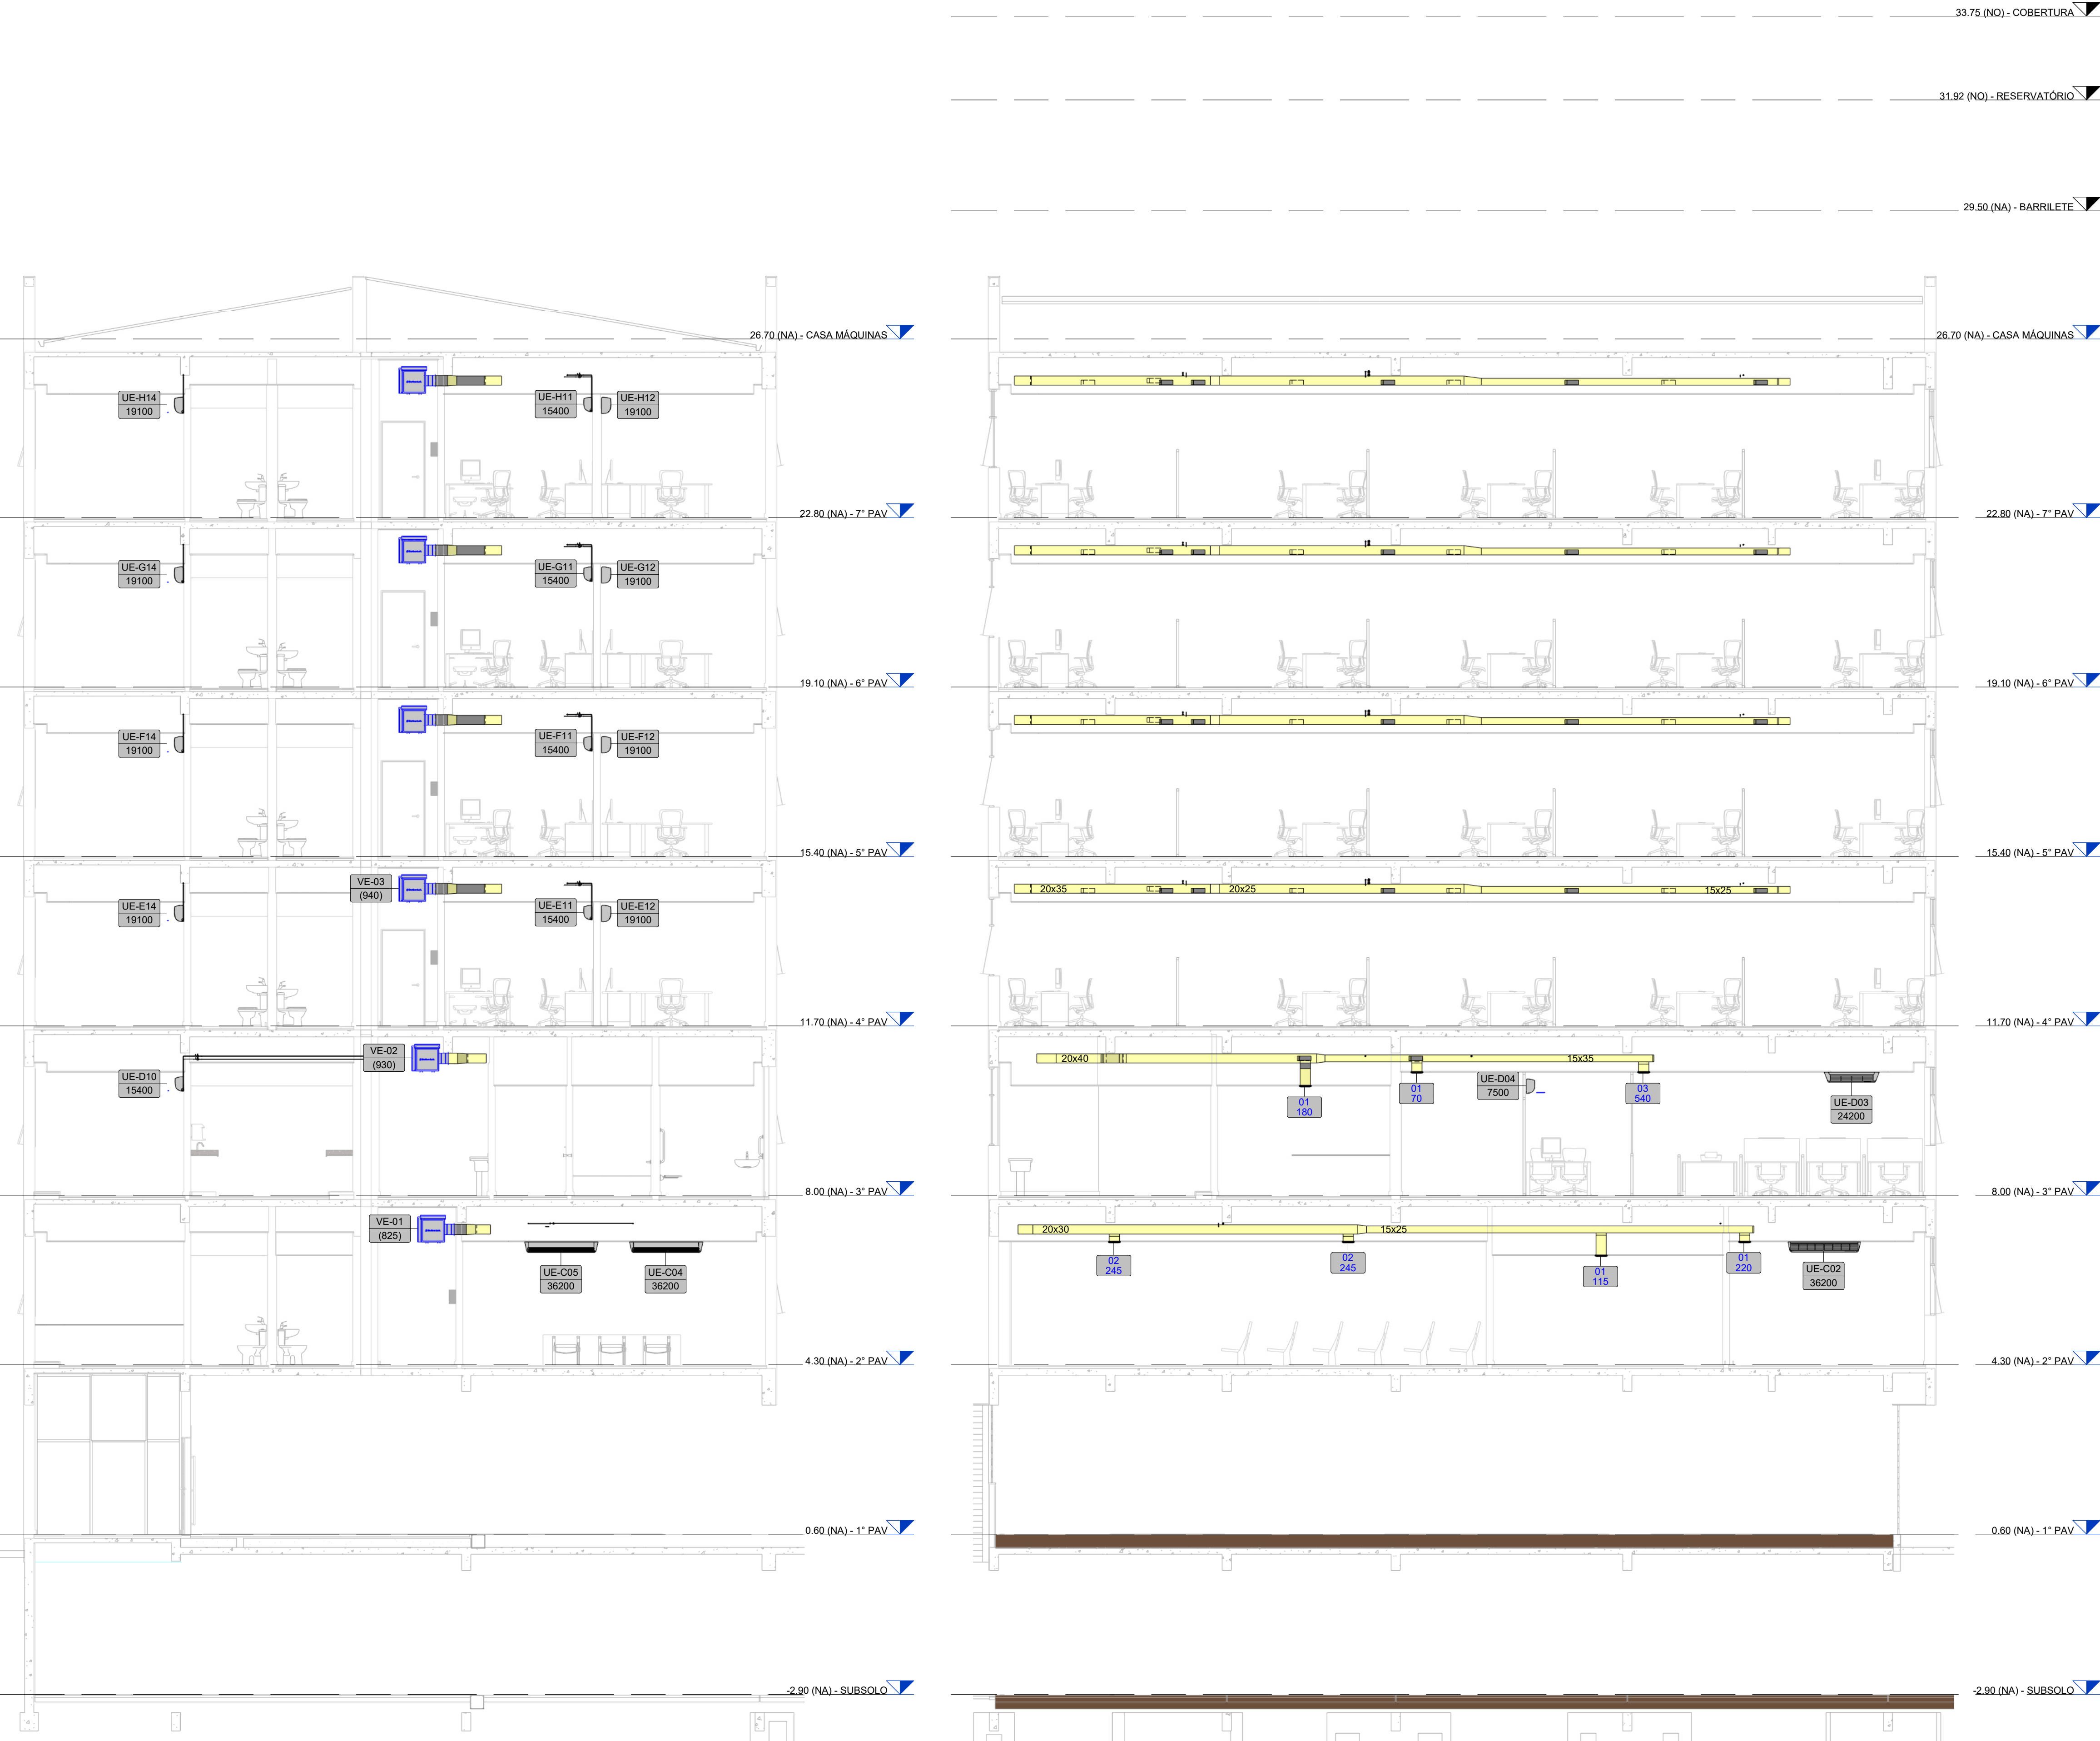 33.75 (NO) - COBERTURA
31.92 (NO) - RESERVATÓRIO
29.50 (NA) - BARRILETE
26.70 (NA) - CASA MÁQUINAS
26.70 (NA) - CASA MÁQUINAS
UE-H14
19100
UE-H11
15400
UE-H12
19100
22.80 (NA) - 7° PAV
22.80 (NA) - 7° PAV
UE-G14
19100
UE-G11
15400
UE-G12
19100
19.10 (NA) - 6° PAV
19.10 (NA) - 6° PAV
UE-F14
19100
UE-F11
15400
UE-F12
19100
15.40 (NA) - 5° PAV
15.40 (NA) - 5° PAV
VE-03
(940)
UE-E14
19100
UE-E11
15400
UE-E12
19100
20x35
20x25
15x25
11.70 (NA) - 4° PAV
11.70 (NA) - 4° PAV
VE-02
(930)
UE-D10
15400
20x40
15x35
01
180
01
70
UE-D04
7500
03
540
UE-D03
24200
8.00 (NA) - 3° PAV
8.00 (NA) - 3° PAV
VE-01
(825)
UE-C05
36200
UE-C04
36200
20x30
15x25
02
245
02
245
01
115
01
220
UE-C02
36200
4.30 (NA) - 2° PAV
4.30 (NA) - 2° PAV
0.60 (NA) - 1° PAV
0.60 (NA) - 1° PAV
-2.90 (NA) - SUBSOLO
-2.90 (NA) - SUBSOLO